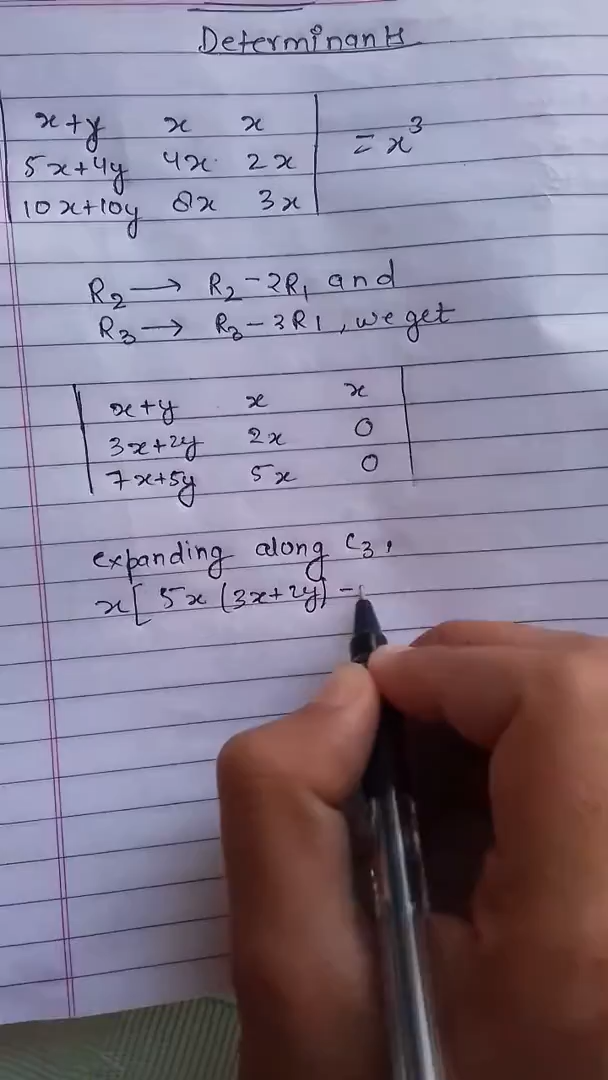 Determinants
x+y x x
5x+4y 4x 2x = x³
10x+10y 8x 3x
R₂ → R₂-2R₁ and
R₃ → R₃-3R1, we get
x+y x x
3x+2y 2x 0
7x+5y 5x 0
expanding along C₃,
x[ 5x (3x+2y) -